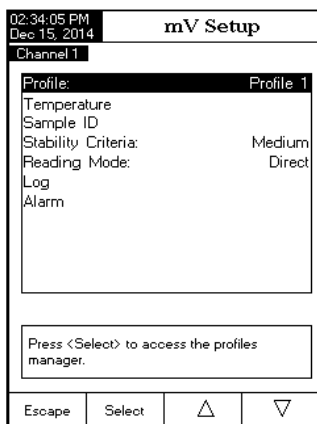 02:34:05 PM
Dec 15, 2014
mV Setup
Channel 1
Profile: Profile 1
Temperature
Sample ID
Stability Criteria: Medium
Reading Mode: Direct
Log
Alarm
Press <Select> to access the profiles
manager.
Escape Select △ ▽